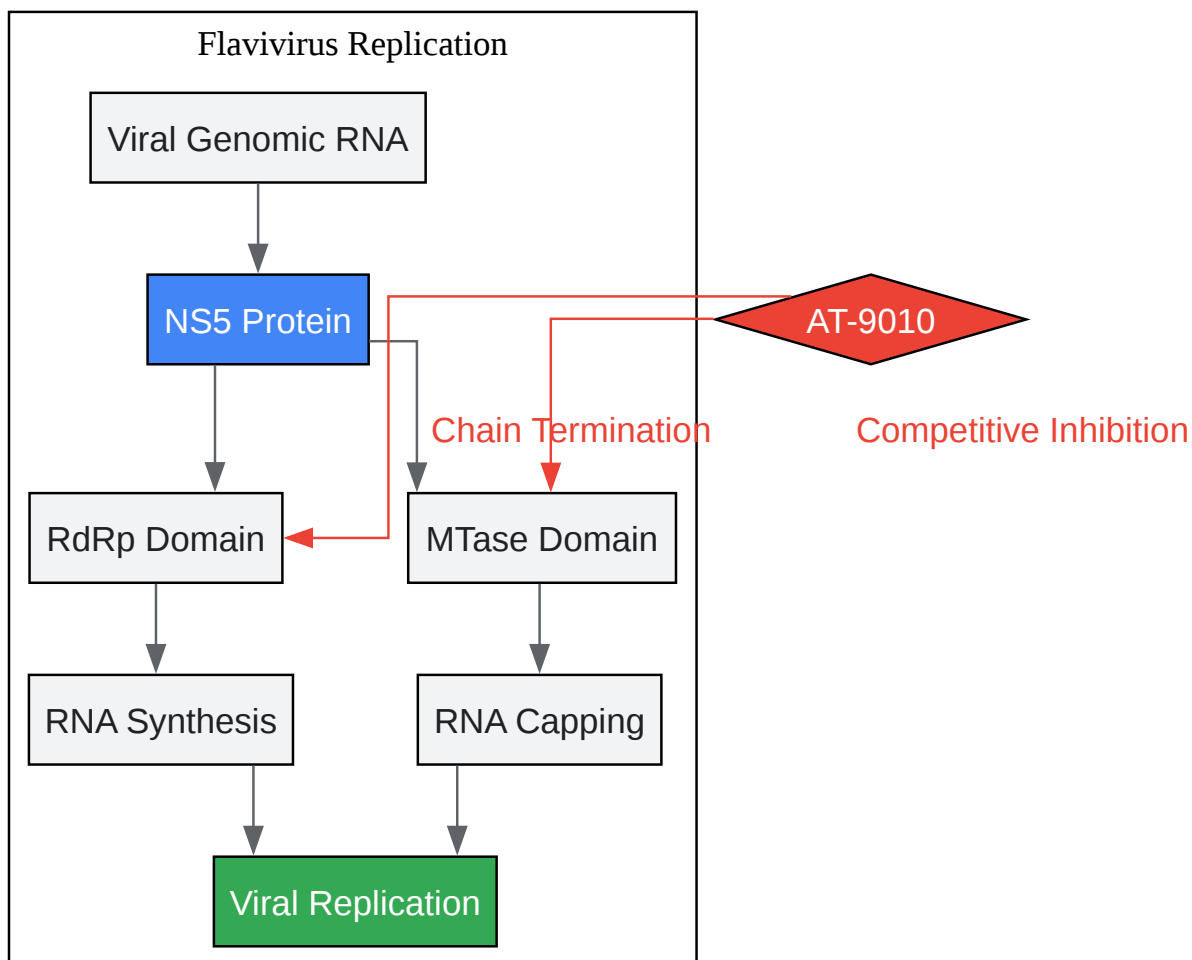 Flavivirus Replication
Viral Genomic RNA
NS5 Protein
AT-9010
Chain Termination
Competitive Inhibition
RdRp Domain
MTase Domain
RNA Synthesis
RNA Capping
Viral Replication